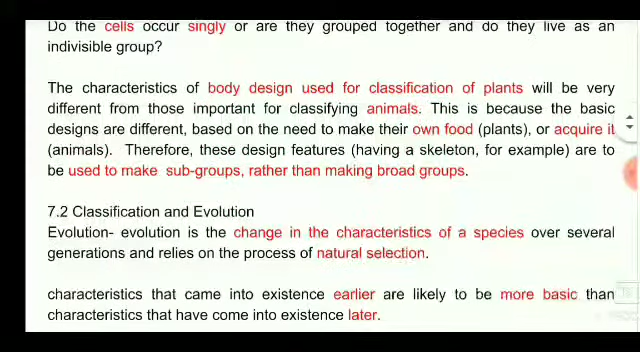 Do the cells occur singly or are they grouped together and do they live as an
indivisible group?
The characteristics of body design used for classification of plants will be very
different from those important for classifying animals. This is because the basic
designs are different, based on the need to make their own food (plants), or acquire it
(animals). Therefore, these design features (having a skeleton, for example) are to
be used to make sub-groups, rather than making broad groups.
7.2 Classification and Evolution
Evolution- evolution is the change in the characteristics of a species over several
generations and relies on the process of natural selection.
characteristics that came into existence earlier are likely to be more basic than
characteristics that have come into existence later.